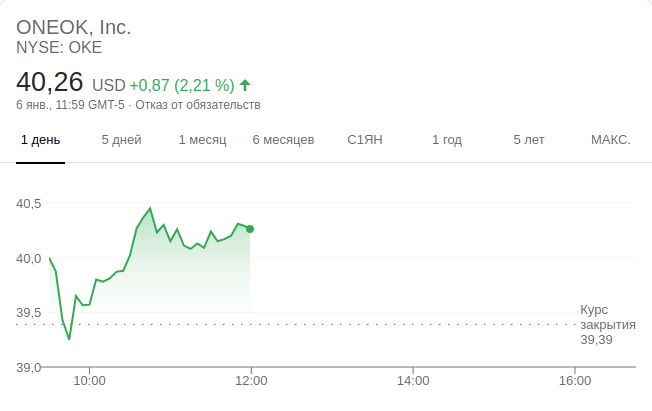 ONEOK, Inc.
NYSE: OKE
40,26 USD +0,87 (2,21 %)
6 янв., 11:59 GMT-5 · Отказ от обязательств
1 день 5 дней 1 месяц 6 месяцев С1ЯН 1 год 5 лет МАКС.
40,5
40,0
39,5
Курс
закрытия
39,39
39,0
10:00 12:00 14:00 16:00